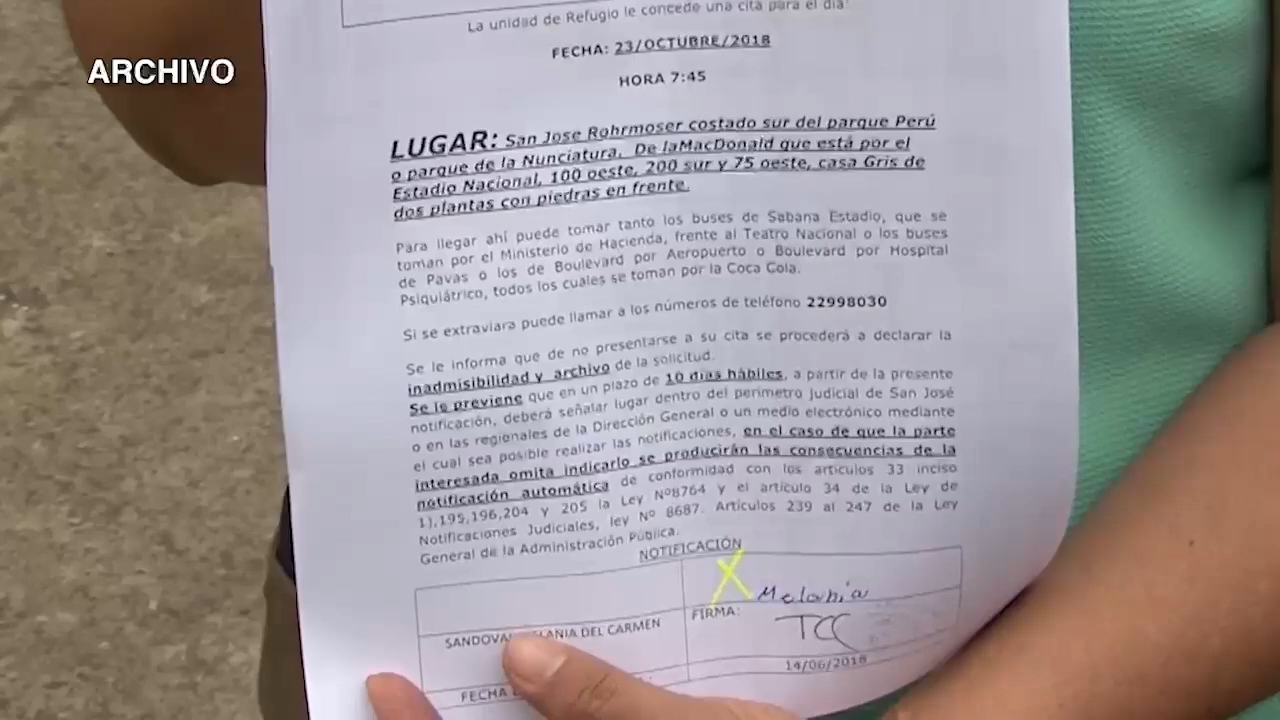 La unidad de Refugio le concede una cita para el día:
ARCHIVO
FECHA: 23/OCTUBRE/2018
HORA 7:45
LUGAR: San Jose Rohrmoser costado sur del parque Perú
o parque de la Nunciatura, De laMacDonald que está por el
Estadio Nacional, 100 oeste, 200 sur y 75 oeste, casa Gris de
dos plantas con piedras en frente.
Para llegar ahí puede tomar tanto los buses de Sabana Estadio, que se
toman por el Ministerio de Hacienda, frente al Teatro Nacional o los buses
de Pavas o los de Boulevard por Aeropuerto o Boulevard por Hospital
Psiquiátrico, todos los cuales se toman por la Coca Cola.
Si se extraviara puede llamar a los números de teléfono 22998030
Se le informa que de no presentarse a su cita se procederá a declarar la
inadmisibilidad y archivo de la solicitud.
Se le previene que en un plazo de 10 días hábiles, a partir de la presente
notificación, deberá señalar lugar dentro del perímetro Judicial de San José
o en las regionales de la Dirección General o un medio electrónico mediante
el cual sea posible realizar las notificaciones, en el caso de que la parte
interesada omita indicarlo se producirán las consecuencias de la
notificación automática de conformidad con los artículos 33 inciso
1),195,196,204 y 205 la Ley Nº8764 y el artículo 34 de la Ley de
Notificaciones Judiciales, ley Nº 8687. Artículos 239 al 247 de la Ley
General de la Administración Pública.
NOTIFICACIÓN
X Melania
FIRMA:
TCC
SANDOVAL DEL CARMEN
14/06/2018
FECHA